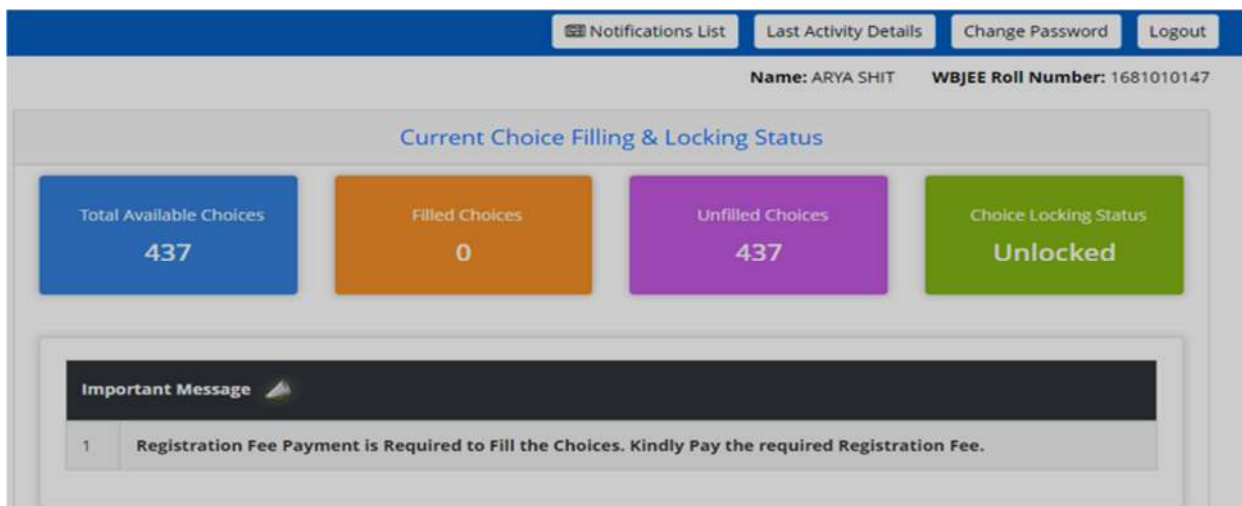 Notifications List Last Activity Details Change Password Logout
Name: ARYA SHIT WBJEE Roll Number: 1681010147
Current Choice Filling & Locking Status
Total Available Choices Filled Choices Unfilled Choices Choice Locking Status
437 0 437 Unlocked
Important Message
1 Registration Fee Payment is Required to Fill the Choices. Kindly Pay the required Registration Fee.